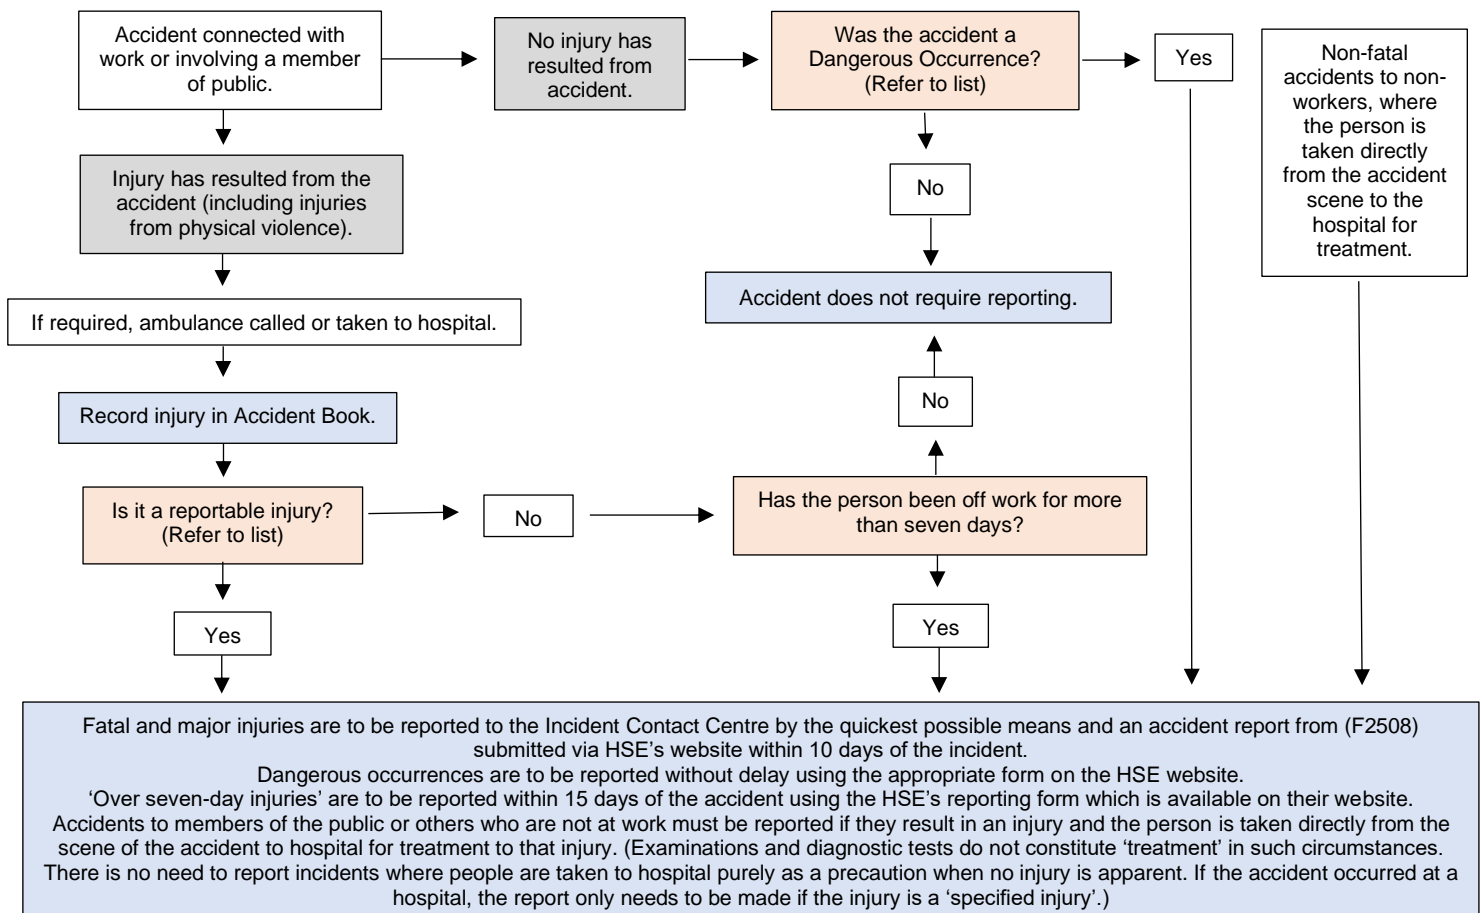 Accident connected with
work or involving a member
of public.
No injury has
resulted from
accident.
Was the accident a
Dangerous Occurrence?
(Refer to list)
Yes
Non-fatal
accidents to non-
workers, where
the person is
taken directly
from the accident
scene to the
hospital for
treatment.
Injury has resulted from the
accident (including injuries
from physical violence).
No
If required, ambulance called or taken to hospital.
Accident does not require reporting.
Record injury in Accident Book.
No
Is it a reportable injury?
(Refer to list)
No
Has the person been off work for more
than seven days?
Yes
Yes
Fatal and major injuries are to be reported to the Incident Contact Centre by the quickest possible means and an accident report from (F2508)
submitted via HSE’s website within 10 days of the incident.
Dangerous occurrences are to be reported without delay using the appropriate form on the HSE website.
‘Over seven-day injuries’ are to be reported within 15 days of the accident using the HSE’s reporting form which is available on their website.
Accidents to members of the public or others who are not at work must be reported if they result in an injury and the person is taken directly from the
scene of the accident to hospital for treatment to that injury. (Examinations and diagnostic tests do not constitute ‘treatment’ in such circumstances.
There is no need to report incidents where people are taken to hospital purely as a precaution when no injury is apparent. If the accident occurred at a
hospital, the report only needs to be made if the injury is a ‘specified injury’.)